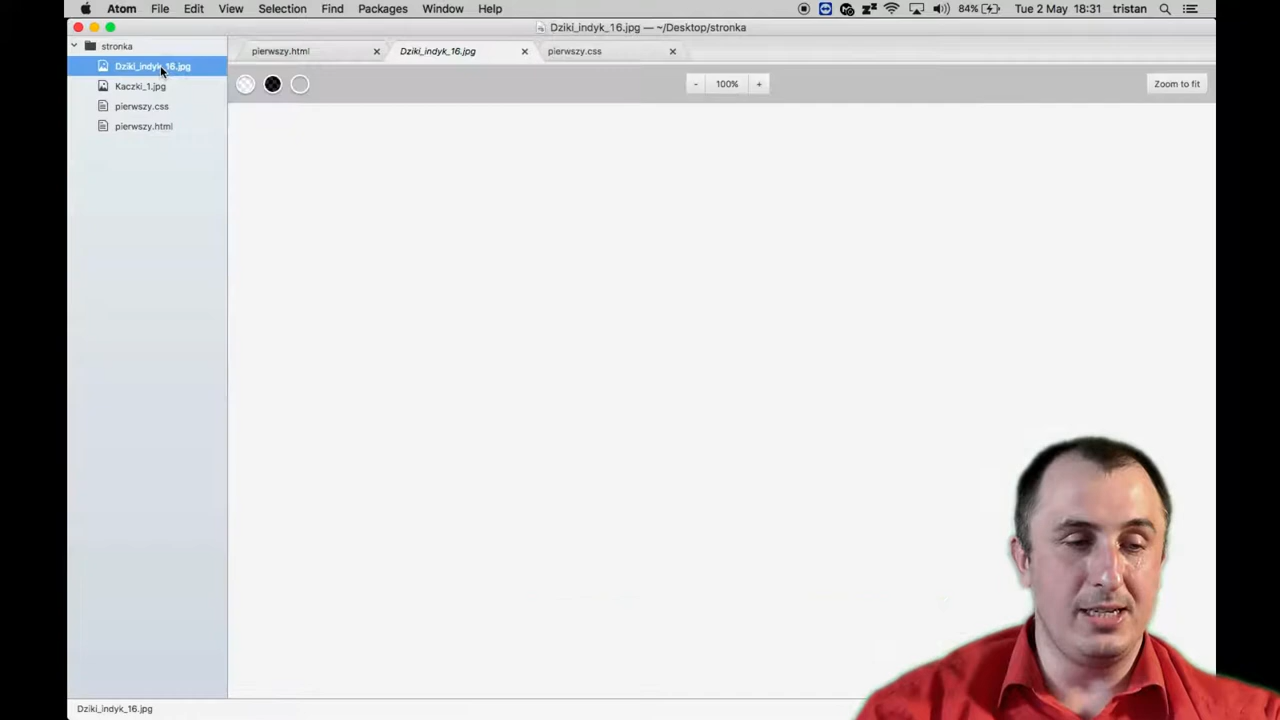 Atom File Edit View Selection Find Packages Window Help 84% Tue 2 May 18:31 tristan
Dziki_indyk_16.jpg — ~/Desktop/stronka
stronka
Dziki_indyk_16.jpg
Kaczki_1.jpg
pierwszy.css
pierwszy.html
pierwszy.html Dziki_indyk_16.jpg pierwszy.css
- 100% + Zoom to fit
Dziki_indyk_16.jpg